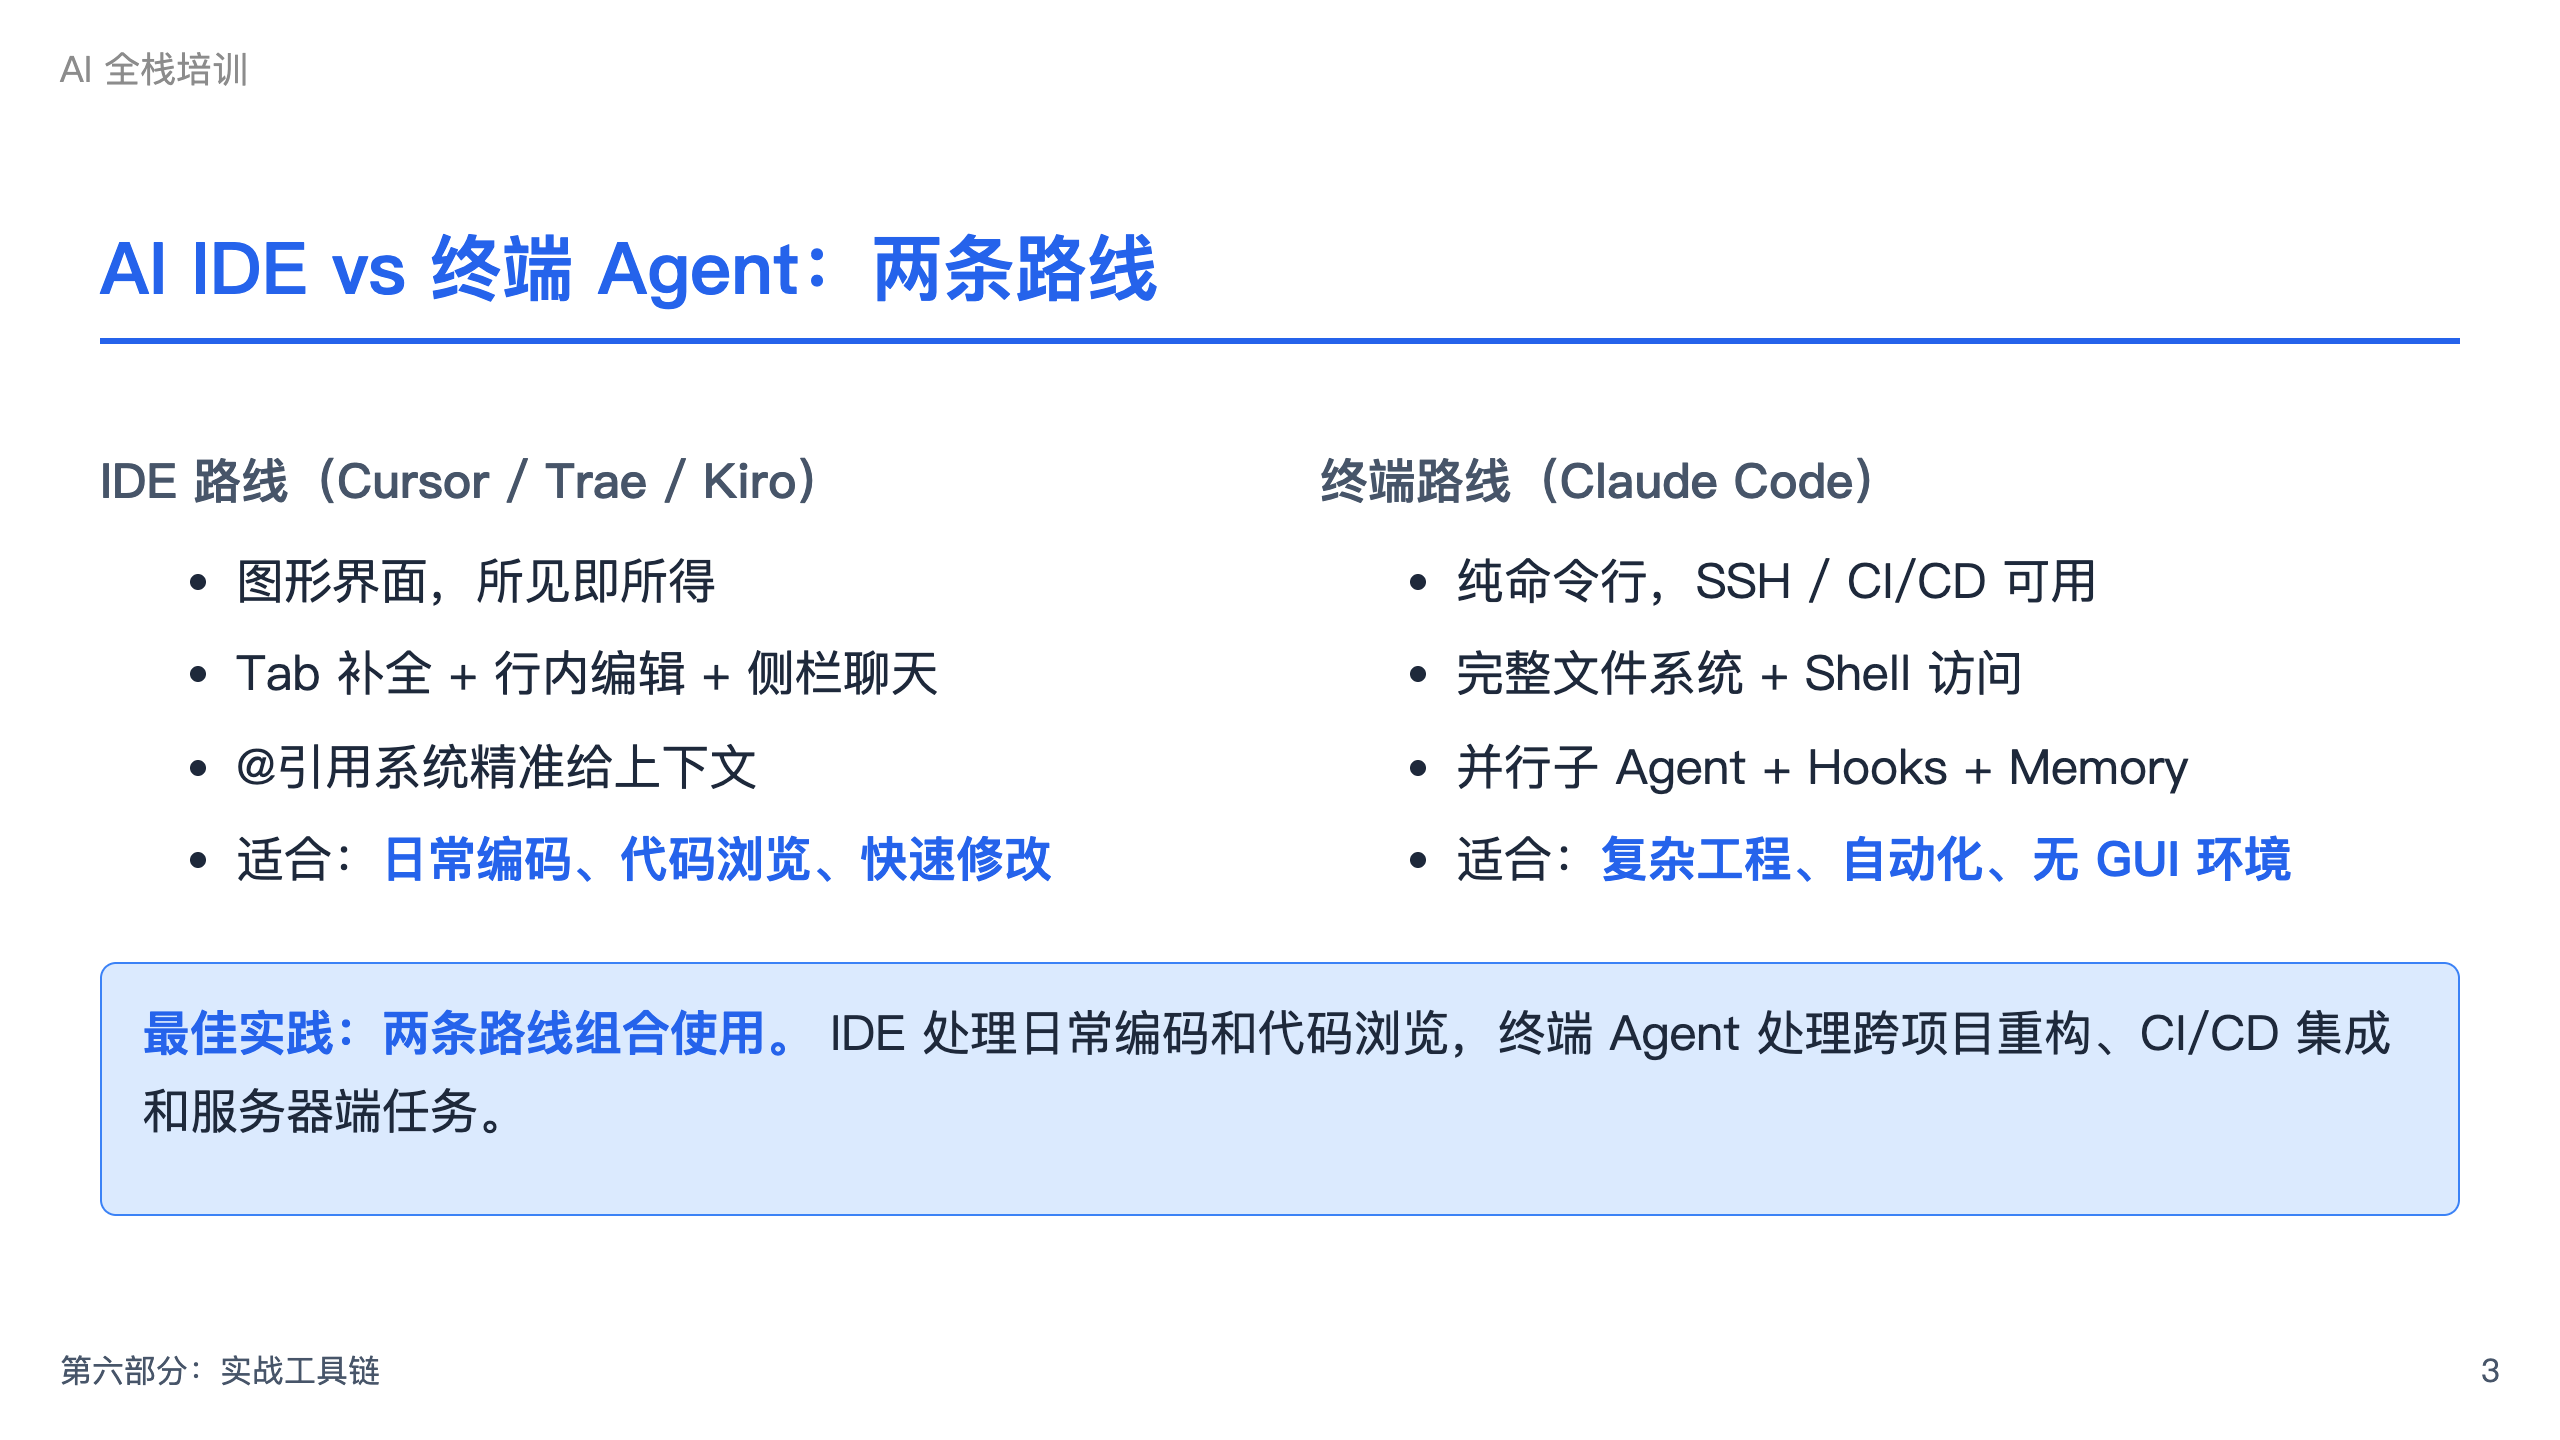 AI 全栈培训
AI IDE vs 终端 Agent：两条路线
IDE 路线（Cursor / Trae / Kiro）
图形界面，所见即所得
Tab 补全 + 行内编辑 + 侧栏聊天
@引用系统精准给上下文
适合：日常编码、代码浏览、快速修改
终端路线（Claude Code）
纯命令行，SSH / CI/CD 可用
完整文件系统 + Shell 访问
并行子 Agent + Hooks + Memory
适合：复杂工程、自动化、无 GUI 环境
最佳实践：两条路线组合使用。 IDE 处理日常编码和代码浏览，终端 Agent 处理跨项目重构、CI/CD 集成
和服务器端任务。
第六部分：实战工具链
3